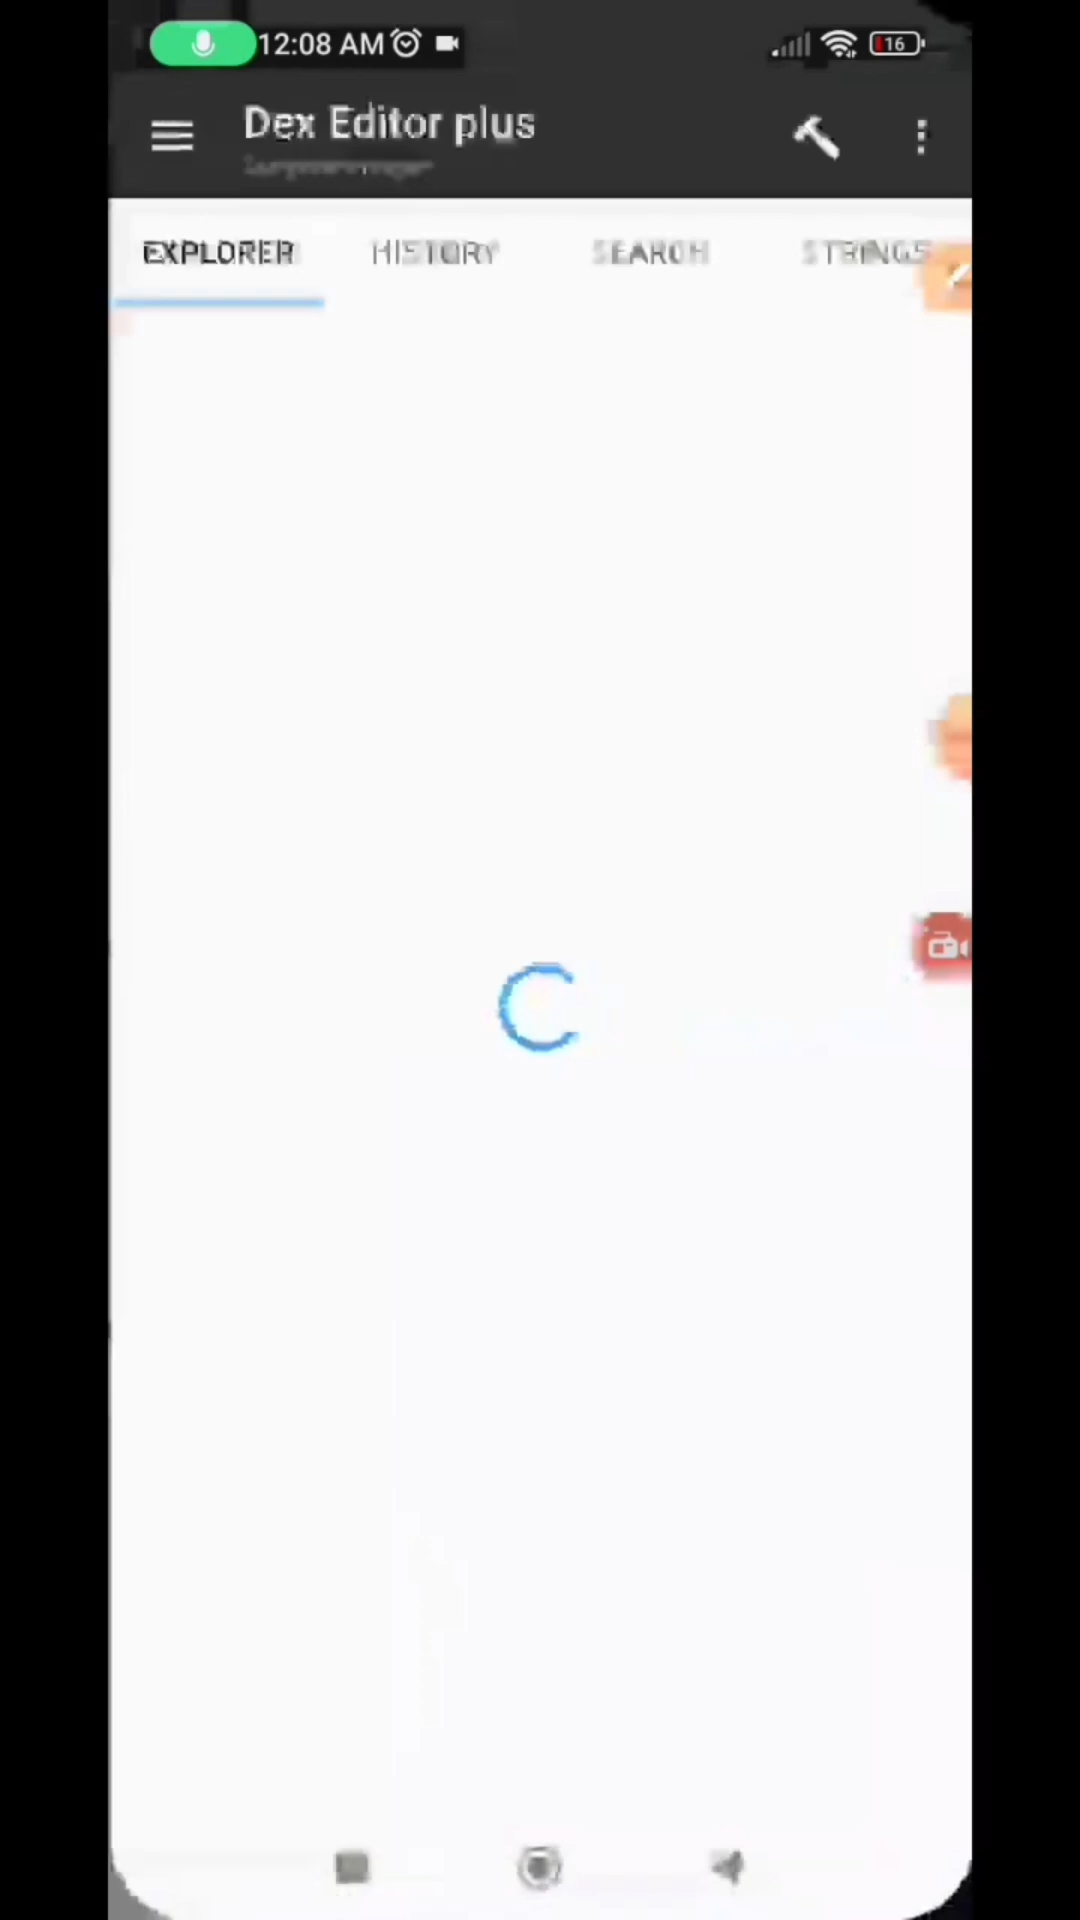 12:08 AM
16
Dex Editor plus
EXPLORER
HISTORY
SEARCH
STRINGS